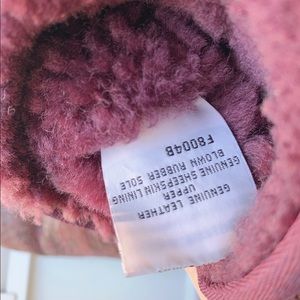 GENUINE LEATHER
UPPER
GENUINE SHEEPSKIN LINING
BLOWN RUBBER SOLE
F8004B